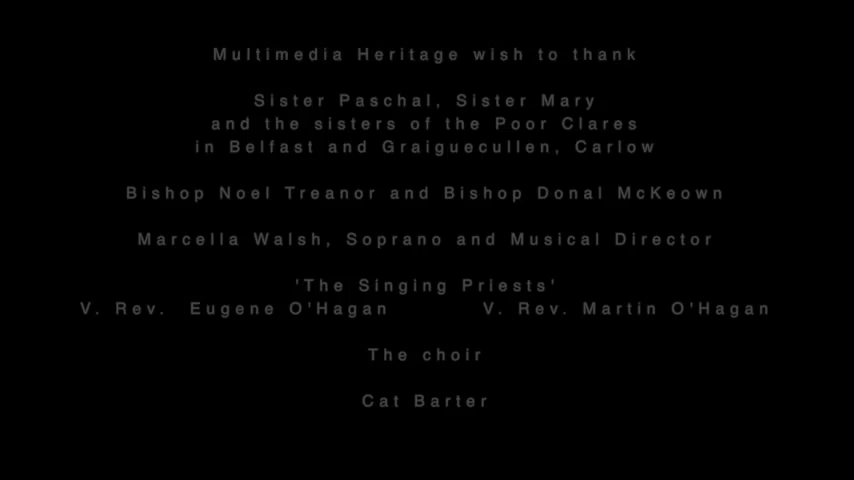 Multimedia Heritage wish to thank
Sister Paschal, Sister Mary
and the sisters of the Poor Clares
in Belfast and Graiguecullen, Carlow
Bishop Noel Treanor and Bishop Donal McKeown
Marcella Walsh, Soprano and Musical Director
'The Singing Priests'
V. Rev. Eugene O'Hagan V. Rev. Martin O'Hagan
The choir
Cat Barter